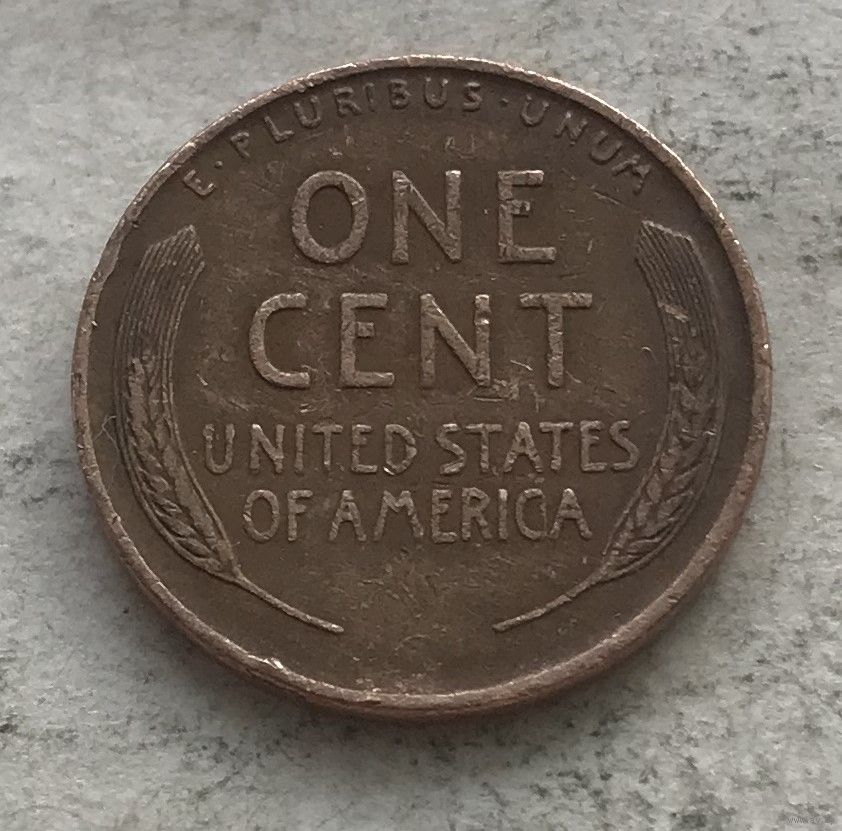 E·PLURIBUS·UNUM
ONE
CENT
UNITED STATES
OF AMERICA